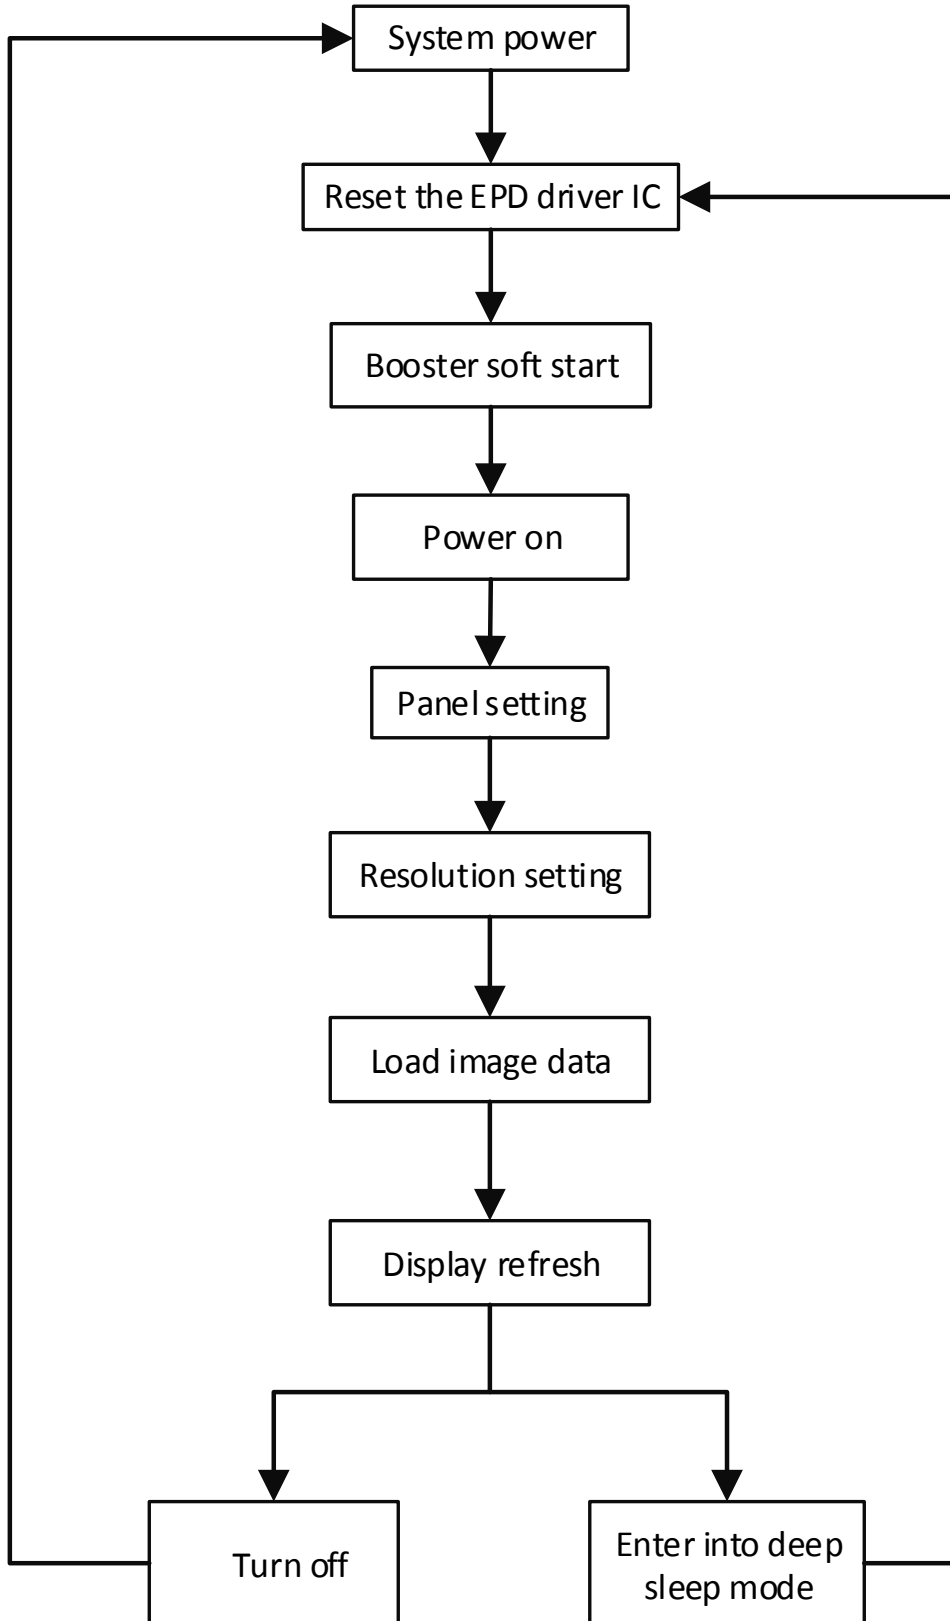 System power
Reset the EPD driver IC
Booster soft start
Power on
Panel setting
Resolution setting
Load image data
Display refresh
Turn off
Enter into deep
sleep mode